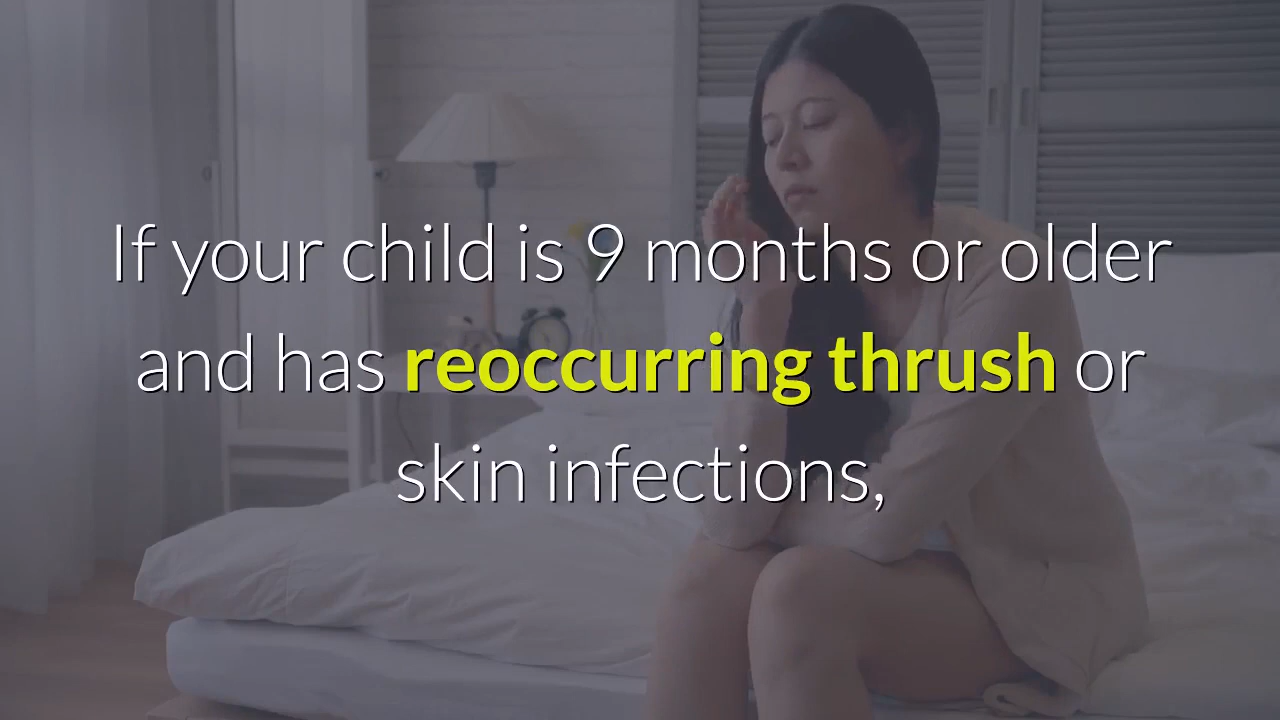 If your child is 9 months or older
and has reoccurring thrush or
skin infections,